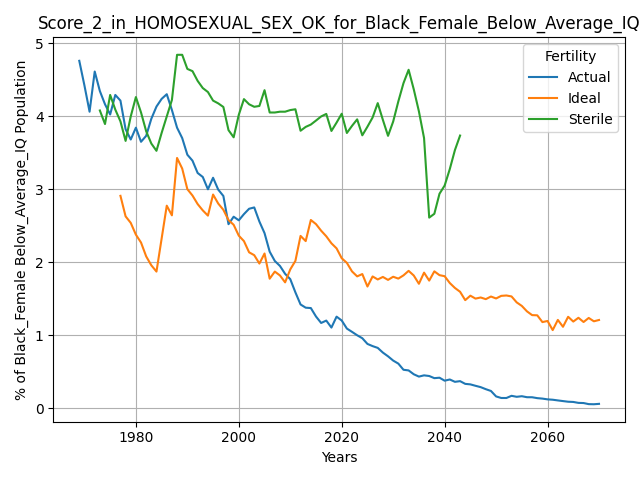 Score_2_in_HOMOSEXUAL_SEX_OK_for_Black_Female_Below_Average_IQ
% of Black_Female Below_Average_IQ Population
5
4
3
2
1
0
Fertility
Actual
Ideal
Sterile
1980
2000
2020
2040
2060
Years